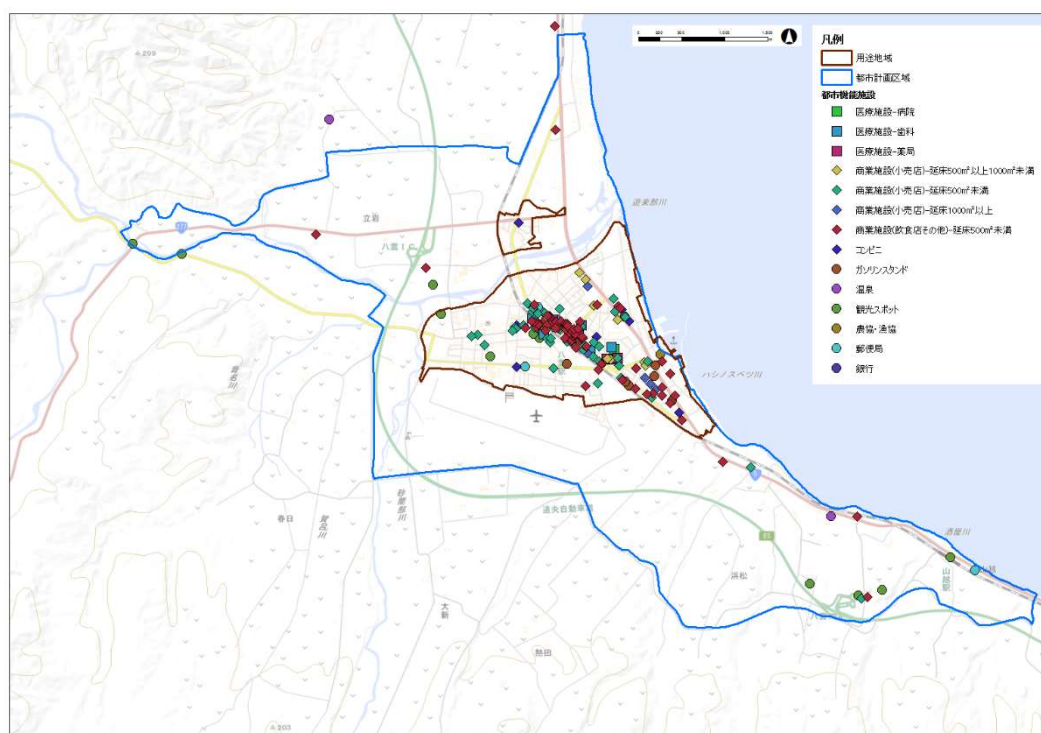 209
凡例
用途地域
都市計画区域
都市機能施設
医療施設-病院
医療施設-歯科
医療施設-薬局
商業施設(小売店)-延床500㎡以上1000㎡未満
商業施設(小売店)-延床500㎡未満
商業施設(小売店)-延床1000㎡以上
商業施設(飲食店その他)-延床500㎡未満
コンビニ
ガソリンスタンド
温泉
観光スポット
農協・漁協
郵便局
銀行
遊楽部川
立岩
八雲IC
ハシノスベツ川
砂蘭部川
道央自動車道
春日
酒屋川
浜松
山越駅
大新
熱田
203